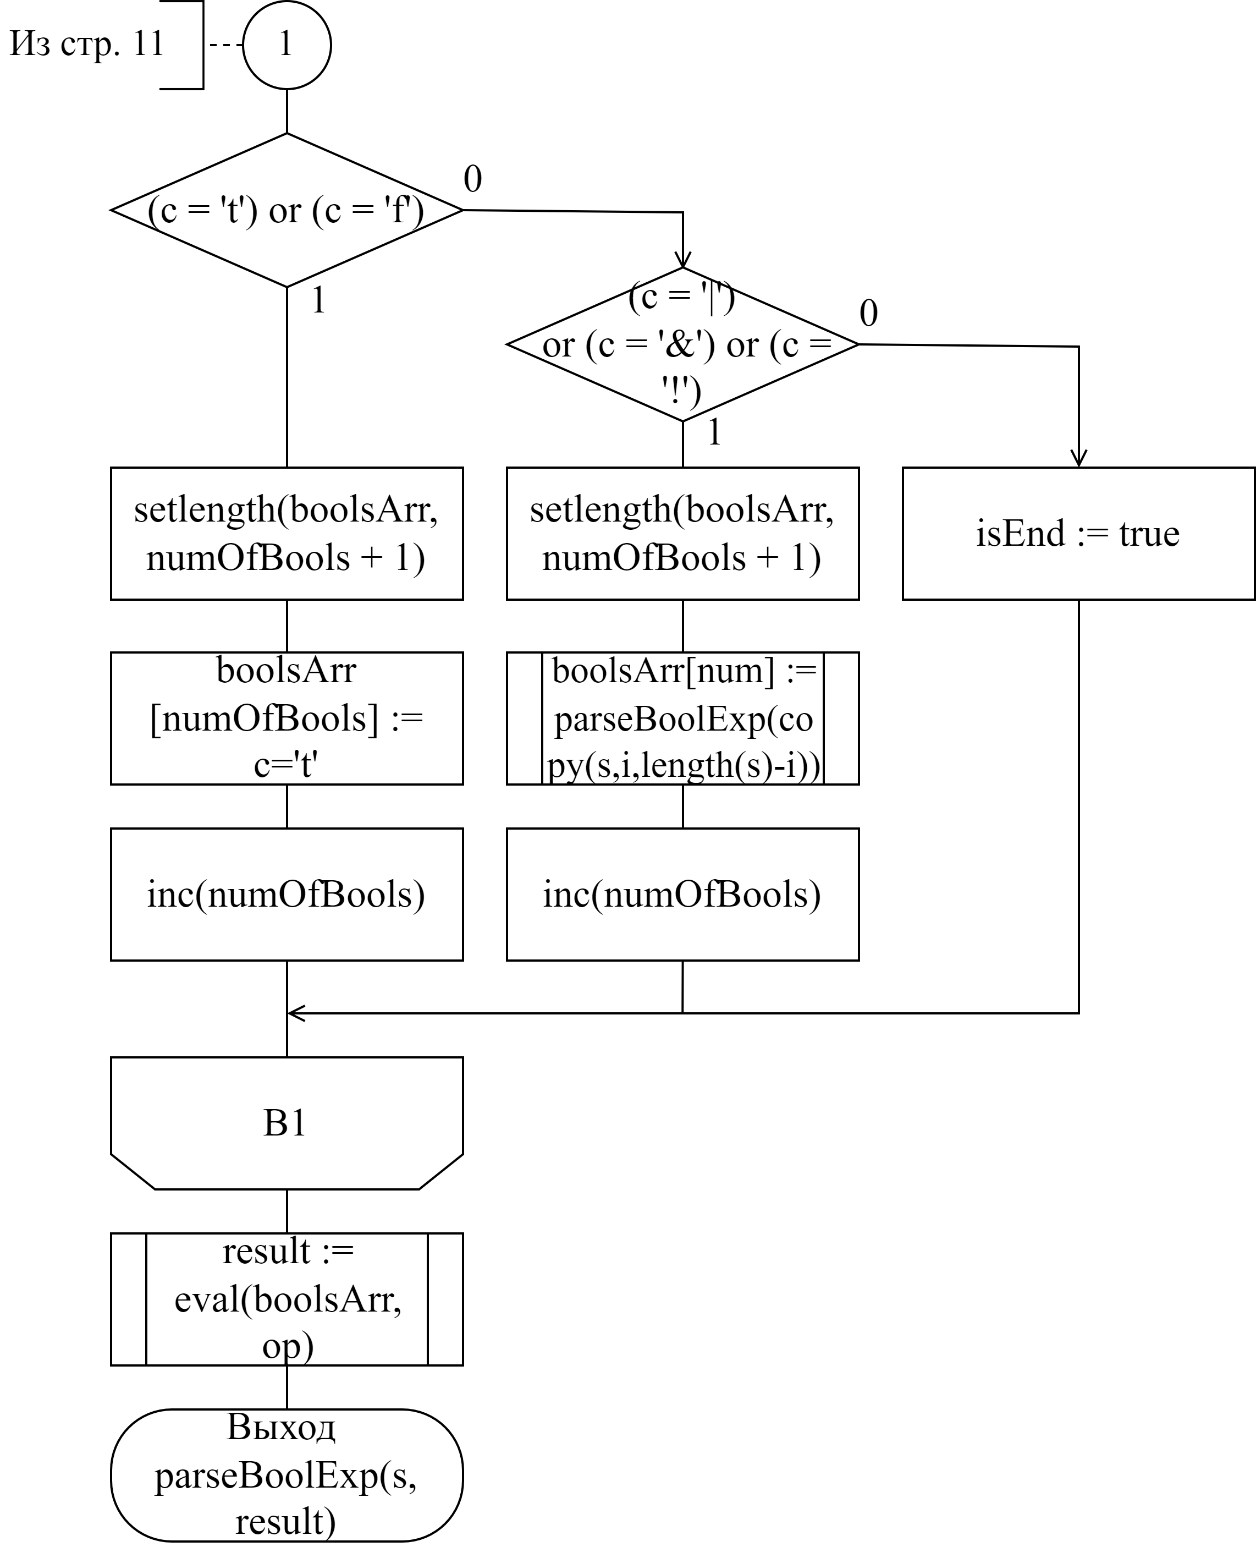 Из стр. 11
1
(c = 't') or (c = 'f')
0
1
(c = '|')
or (c = '&') or (c =
'!')
0
1
setlength(boolsArr,
numOfBools + 1)
setlength(boolsArr,
numOfBools + 1)
isEnd := true
boolsArr
[numOfBools] :=
c='t'
boolsArr[num] :=
parseBoolExp(co
py(s,i,length(s)-i))
inc(numOfBools)
inc(numOfBools)
B1
result :=
eval(boolsArr,
op)
Выход
parseBoolExp(s,
result)